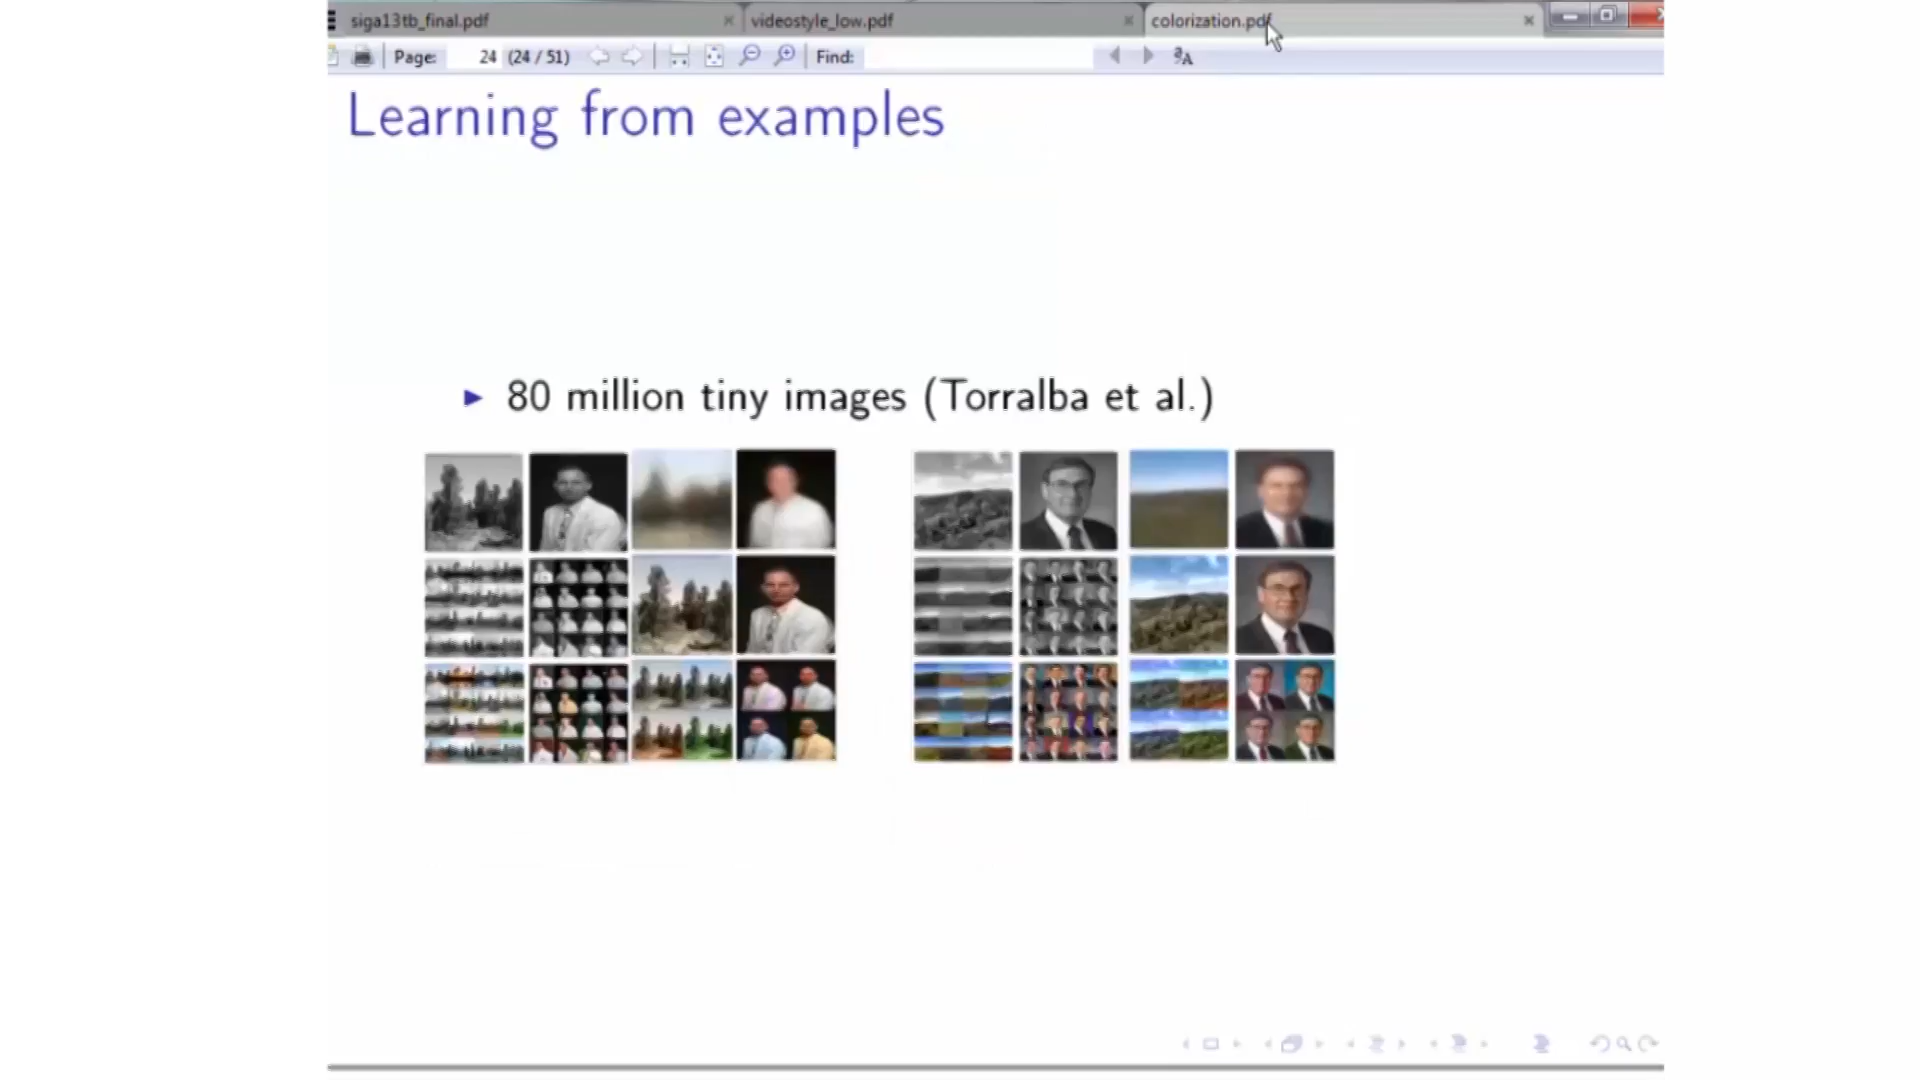 siga13tb_final.pdf
videostyle_low.pdf
colorization.pdf
Page: 24 (24 / 51)
Find:
Learning from examples
80 million tiny images (Torralba et al.)